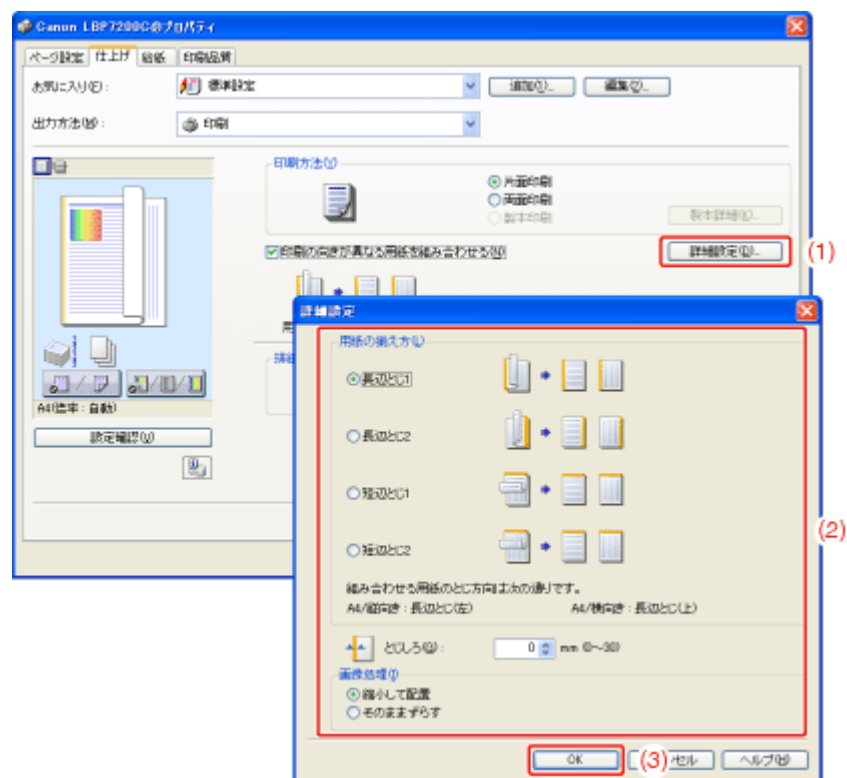 Canon LBP7200Cのプロパティ
ページ設定 仕上げ 給紙 印刷品質
お気に入り(F): 標準設定 追加(1)... 編集(2)...
出力方法(M): 印刷
印刷方法(Y)
片面印刷
両面印刷
製本印刷 製本詳細(K)...
印刷の向きが異なる用紙を組み合わせる(N) 詳細設定(D)... (1)
用
排紙
A4(倍率:自動)
設定確認(V)
詳細設定
用紙の揃え方(L)
長辺とじ1
長辺とじ2
短辺とじ1
(2)
短辺とじ2
組み合わせる用紙のとじ方向は次の通りです。
A4/縦向き:長辺とじ(左) A4/横向き:長辺とじ(上)
とじしろ(G): 0 mm (0~30)
画像処理(I)
縮小して配置
そのままずらす
OK (3) セル ヘルプ(H)